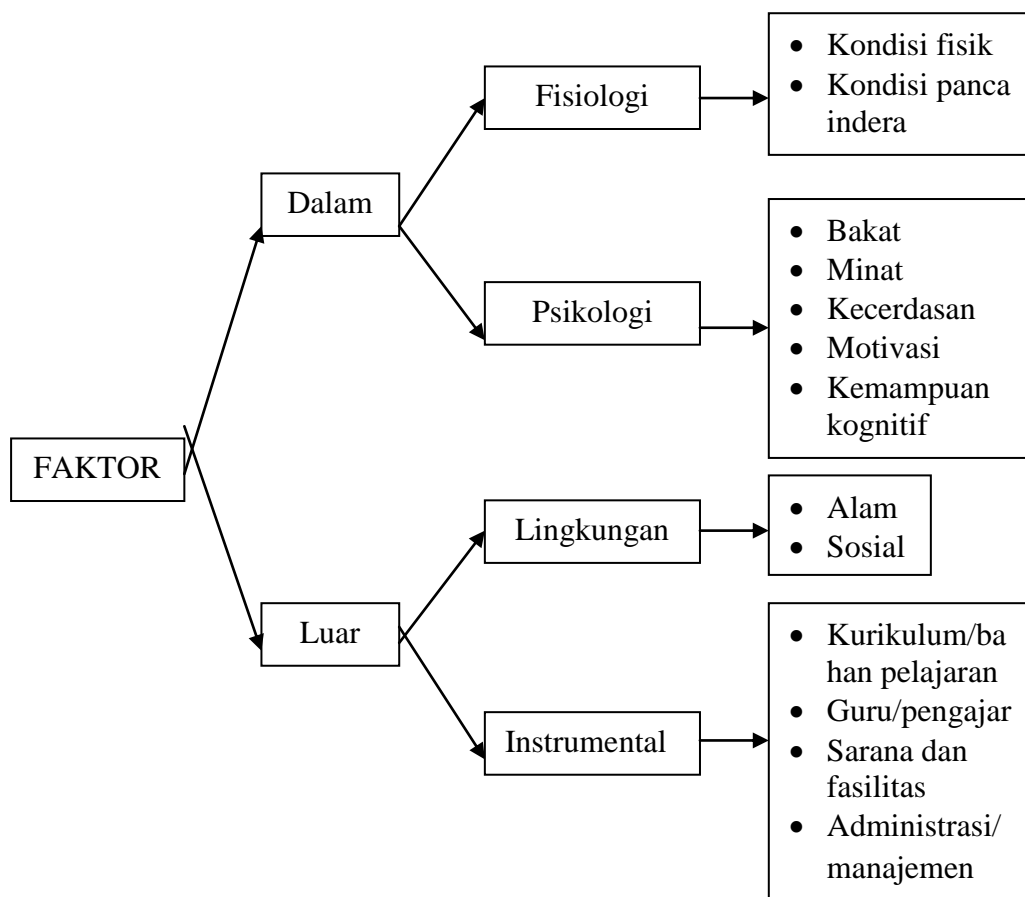 FAKTOR
Dalam
Fisiologi
• Kondisi fisik
• Kondisi panca
indera
Psikologi
• Bakat
• Minat
• Kecerdasan
• Motivasi
• Kemampuan
kognitif
Luar
Lingkungan
• Alam
• Sosial
Instrumental
• Kurikulum/ba
han pelajaran
• Guru/pengajar
• Sarana dan
fasilitas
• Administrasi/
manajemen